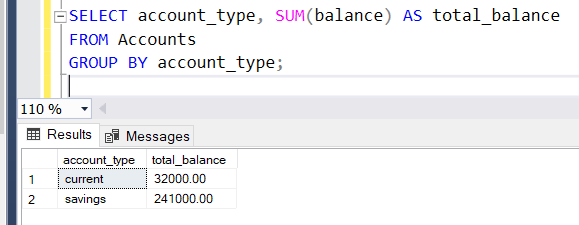 SELECT account_type, SUM(balance) AS total_balance
FROM Accounts
GROUP BY account_type;
110 %
Results Messages
account_type total_balance
1 current 32000.00
2 savings 241000.00